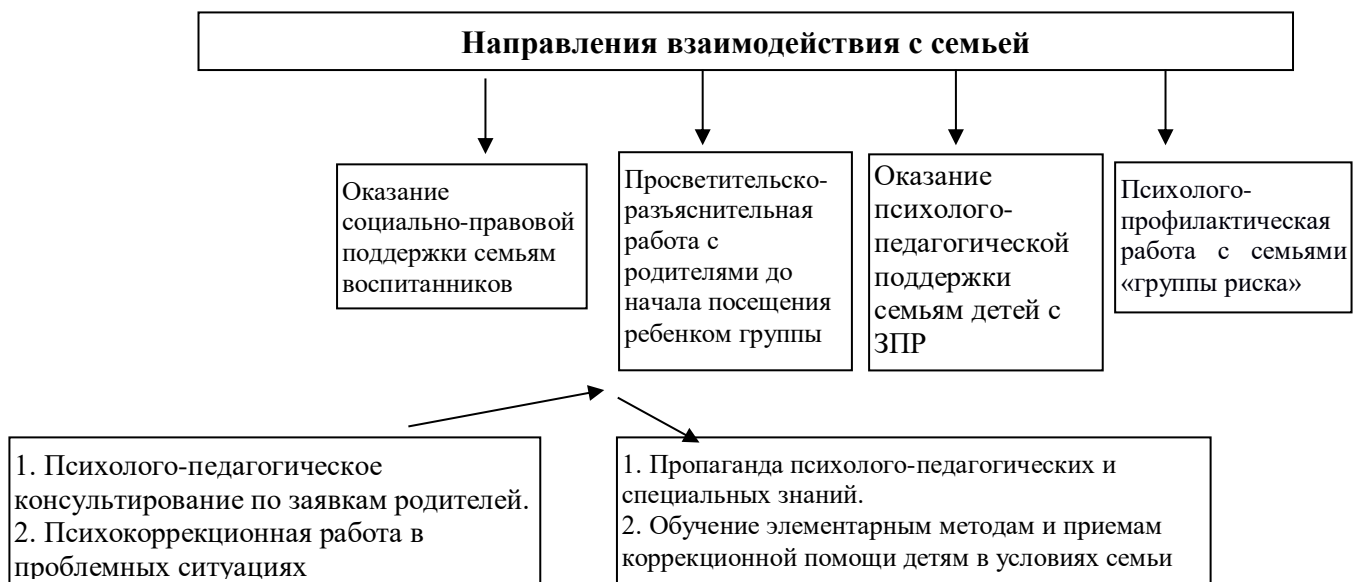 Направления взаимодействия с семьей
Оказание
социально-правовой
поддержки семьям
воспитанников
Просветительско-
разъяснительная
работа с
родителями до
начала посещения
ребенком группы
Оказание
психолого-
педагогической
поддержки
семьям детей с
ЗПР
Психолого-
профилактическая
работа с семьями
«группы риска»
1. Психолого-педагогическое
консультирование по заявкам родителей.
2. Психокоррекционная работа в
проблемных ситуациях
1. Пропаганда психолого-педагогических и
специальных знаний.
2. Обучение элементарным методам и приемам
коррекционной помощи детям в условиях семьи